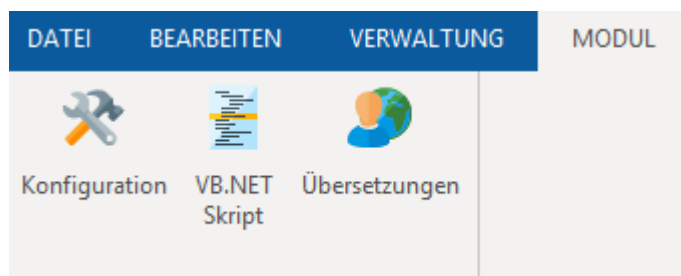 DATEI BEARBEITEN VERWALTUNG MODUL
Konfiguration VB.NET Übersetzungen
Skript